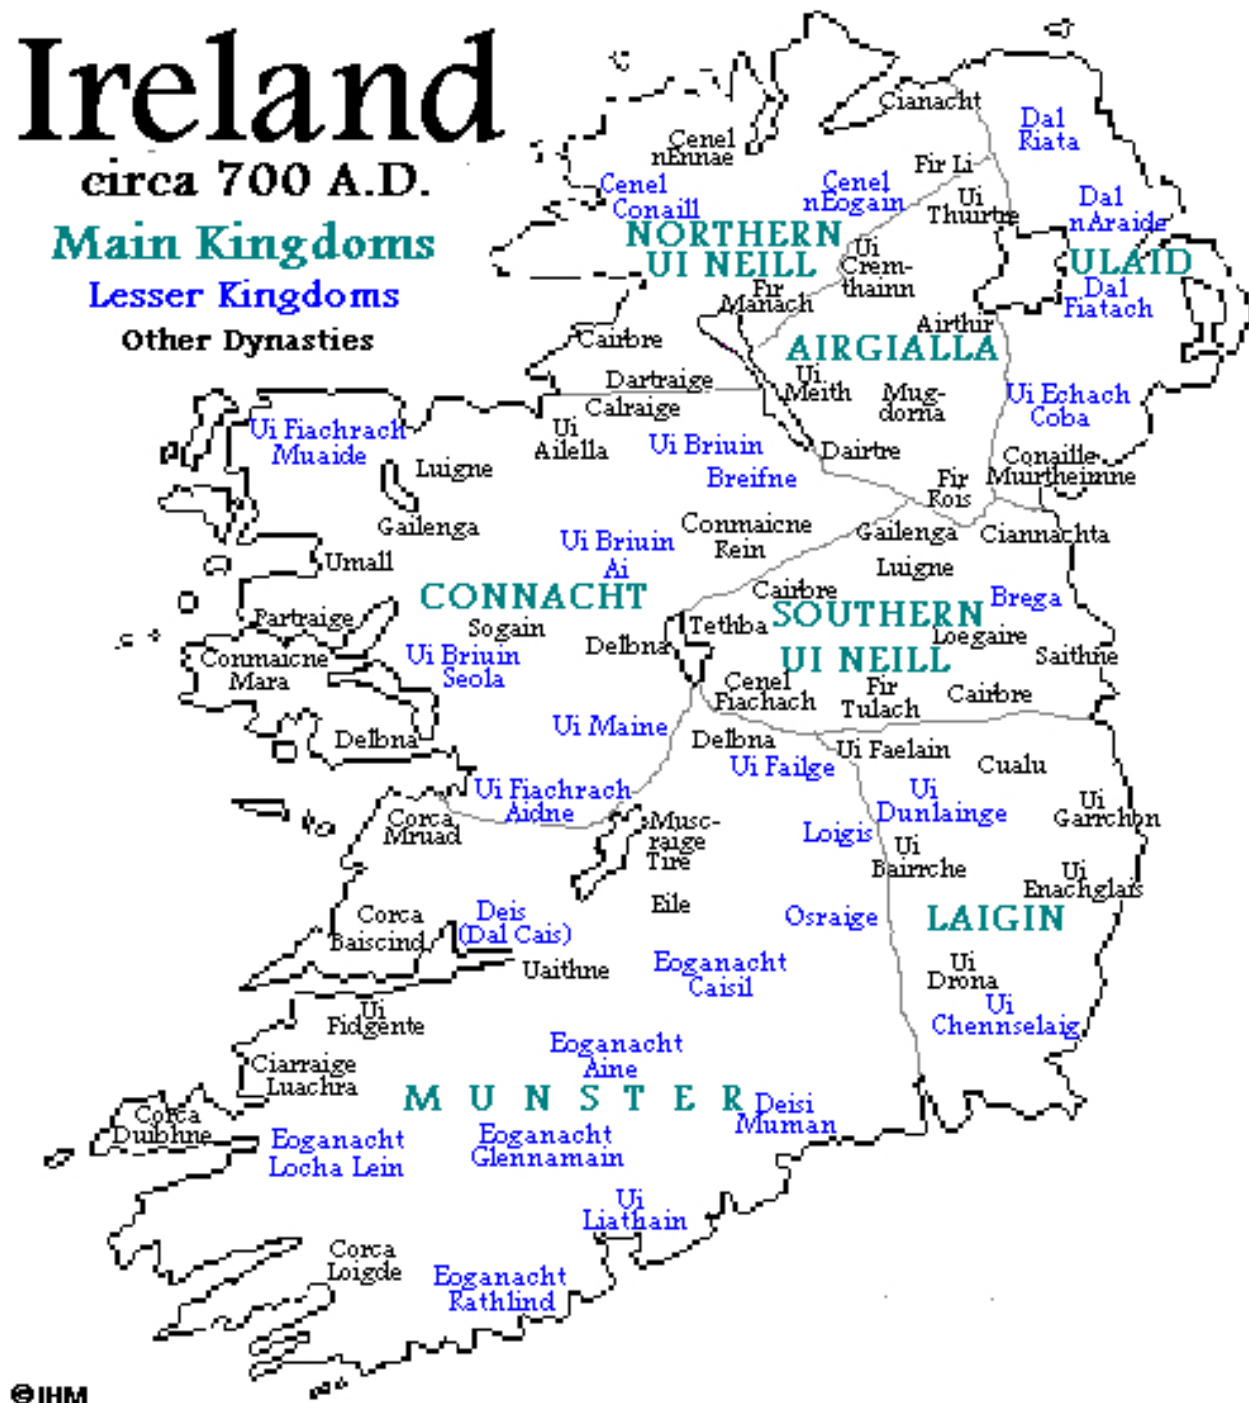 Ireland
circa 700 A.D.
Main Kingdoms
Lesser Kingdoms
Other Dynasties
Cianacht
Dal
Riata
Cenel
nEnnae
Fir Li
Cenel
Conaill
Cenel
nEogain
Ui
Thuirtre
Dal
nAraide
NORTHERN
UI NEILL
Ui
Crem-
thainn
ULAID
Dal
Fiatach
Fir
Manach
Airthir
Cairbre
AIRGIALLA
Dartraige
Ui
Meith
Mug-
dorna
Ui Echach
Coba
Calraige
Ui
Ailella
Ui Fiachrach
Muaide
Luigne
Ui Briuin
Breifne
Dairtre
Conaille
Muirtheimne
Fir
Rois
Gailenga
Conmaicne
Rein
Gailenga
Ciannachta
Ui Briuin
Ai
Umall
Luigne
Cairbre
CONNACHT
Brega
Partraige
Sogain
Tethba
SOUTHERN
UI NEILL
Loegaire
Delbna
Saithne
Conmaicne
Mara
Ui Briuin
Seola
Cenel
Fiachach
Fir
Tulach
Cairbre
Ui Maine
Delbna
Delbna
Ui Failge
Ui Faelain
Cualu
Ui Fiachrach
Aidne
Ui
Dunlainge
Ui
Garrchon
Corca
Mruad
Musc-
raige
Tire
Loigis
Ui
Bairrche
Ui
Enachglais
Eile
Corca
Baiscind
Deis
(Dal Cais)
Osraige
LAIGIN
Uaithne
Eoganacht
Caisil
Ui
Drona
Ui
Fidgente
Ui
Chennselaig
Eoganacht
Aine
Ciarraige
Luachra
MUNSTER
Deisi
Muman
Corca
Duibhne
Eoganacht
Locha Lein
Eoganacht
Glennamain
Ui
Liathain
Corca
Loigde
Eoganacht
Rathlind
©IHM